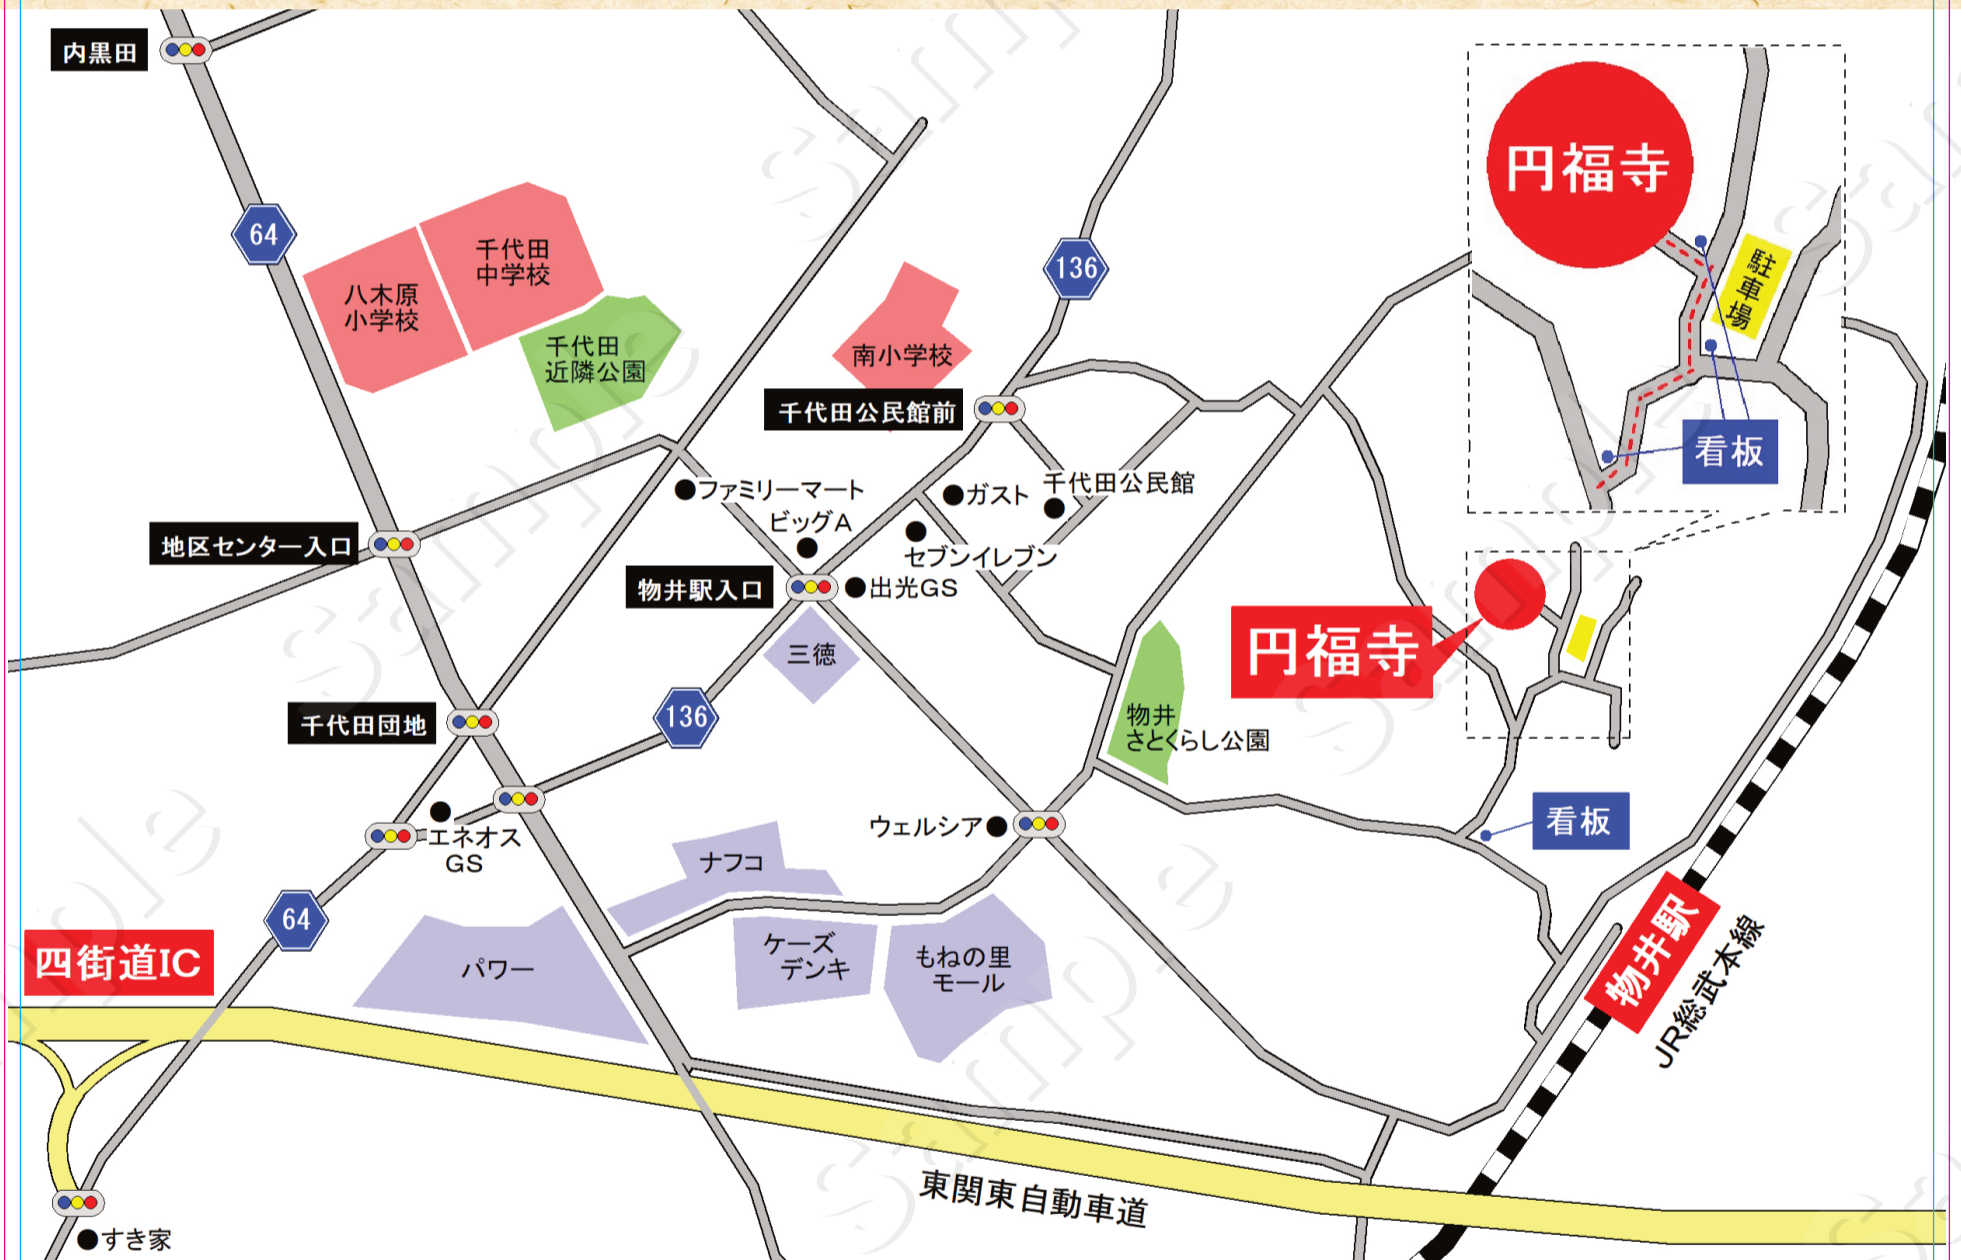 内黒田
64
八木原
小学校
千代田
中学校
千代田
近隣公園
南小学校
136
円福寺
駐車場
看板
千代田公民館前
ファミリーマート
ビッグA
ガスト
千代田公民館
セブンイレブン
地区センター入口
物井駅入口
出光GS
三徳
円福寺
千代田団地
136
物井
さとくらし公園
エネオス
GS
ウェルシア
看板
ナフコ
64
四街道IC
パワー
ケーズ
デンキ
もねの里
モール
物井駅
JR総武本線
東関東自動車道
すき家
Sample
Sample
Sample
Sample
Sample
Sample